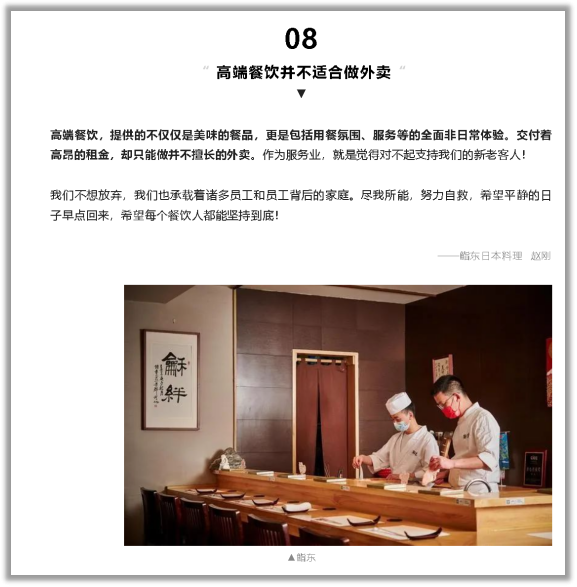 08
“ 高端餐饮并不适合做外卖 ”
▼
高端餐饮，提供的不仅仅是美味的餐品，更是包括用餐氛围、服务等的全面非日常体验。交付着
高昂的租金，却只能做并不擅长的外卖。作为服务业，就是觉得对不起支持我们的新老客人！
我们不想放弃，我们也承载着诸多员工和员工背后的家庭。尽我所能，努力自救，希望平静的日
子早点回来，希望每个餐饮人都能坚持到底！
——鮨东日本料理 赵刚
▲鮨东